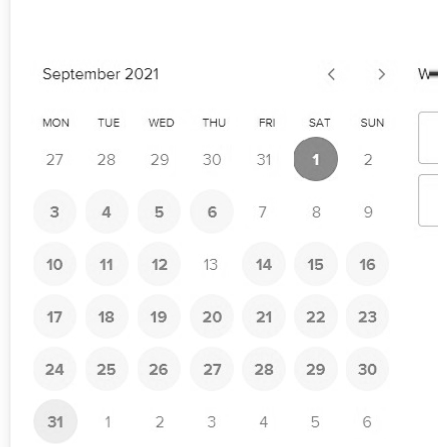 September 2021 < >
MON TUE WED THU FRI SAT SUN
27 28 29 30 31 1 2
3 4 5 6 7 8 9
10 11 12 13 14 15 16
17 18 19 20 21 22 23
24 25 26 27 28 29 30
31 1 2 3 4 5 6